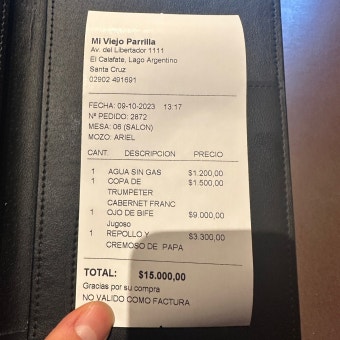 Mi Viejo Parrilla
Av. del Libertador 1111
El Calafate, Lago Argentino
Santa Cruz
02902 491691
FECHA: 09-10-2023 13:17
Nº PEDIDO: 2872
MESA: 06 (SALON)
MOZO: ARIEL
CANT. DESCRIPCION PRECIO
1 AGUA SIN GAS $1.200,00
1 COPA DE $1.500,00
TRUMPETER
CABERNET FRANC
1 OJO DE BIFE $9.000,00
Jugoso
1 REPOLLO Y $3.300,00
CREMOSO DE PAPA
TOTAL: $15.000,00
Gracias por su compra
NO VALIDO COMO FACTURA